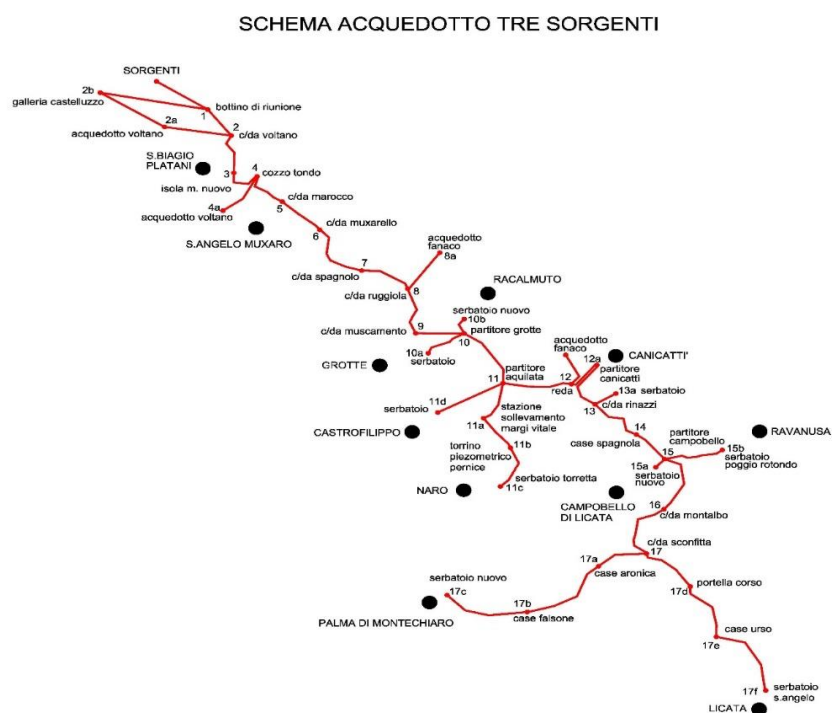 SCHEMA ACQUEDOTTO TRE SORGENTI
SORGENTI
2b
galleria castelluzzo
bottino di riunione
1
2a
acquedotto voltano
2
c/da voltano
S.BIAGIO
PLATANI
3
4
cozzo tondo
isola m. nuovo
4a
acquedotto voltano
c/da marocco
5
S.ANGELO MUXARO
c/da muxarello
6
7
c/da spagnolo
acquedotto
fanaco
8a
c/da ruggiola
8
RACALMUTO
serbatoio nuovo
10b
c/da muscamento
9
partitore grotte
10
10a
serbatoio
GROTTE
partitore
aquilata
11
acquedotto
fanaco
12a
CANICATTI'
partitore
canicatti
12
reda
13a serbatoio
c/da rinazzi
13
11d
serbatoio
CASTROFILIPPO
stazione
sollevamento
margi vitale
11a
11b
torrino
piezometrico
pernice
serbatoio torretta
11c
NARO
14
case spagnola
partitore
campobello
15
15b
serbatoio
poggio rotondo
RAVANUSA
15a
serbatoio
nuovo
CAMPOBELLO
DI LICATA
16
c/da montalbo
c/da sconfitta
17
17a
case aronica
serbatoio nuovo
17c
17b
case falsone
PALMA DI MONTECHIARO
portella corso
17d
case urso
17e
17f
serbatoio
s.angelo
LICATA